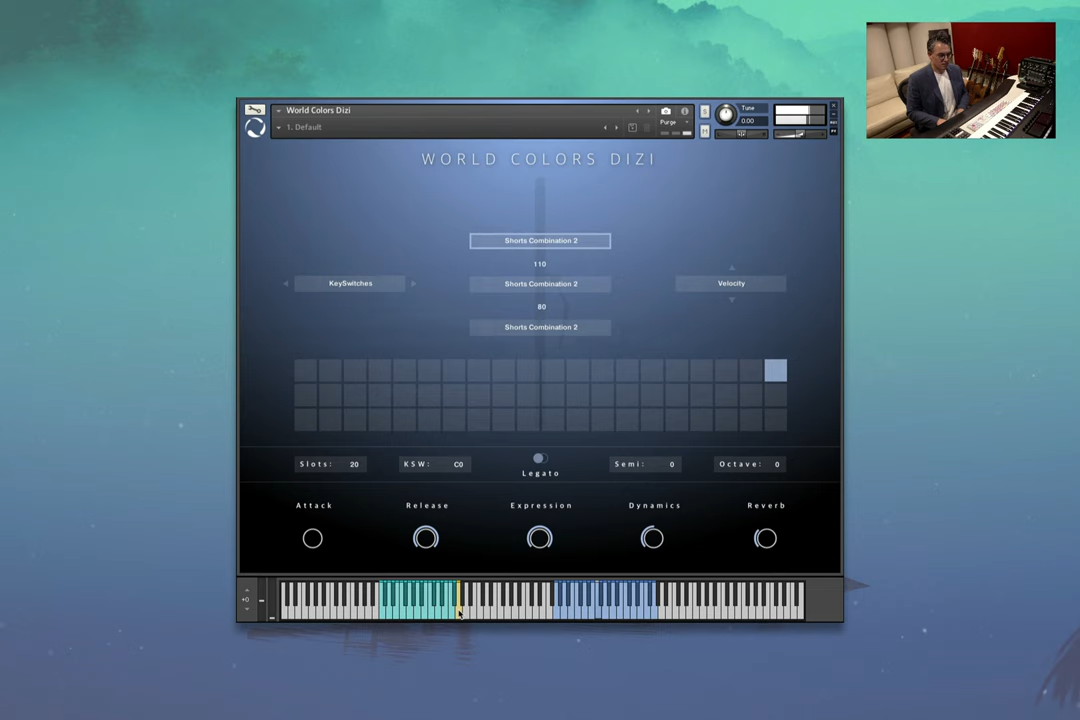 World Colors Dizi
1. Default
Purge
S
M
Tune
0.00
WORLD COLORS DIZI
Shorts Combination 2
110
KeySwitches
Shorts Combination 2
Velocity
80
Shorts Combination 2
Slots: 20
KSW: C0
Legato
Semi: 0
Octave: 0
Attack
Release
Expression
Dynamics
Reverb
+0